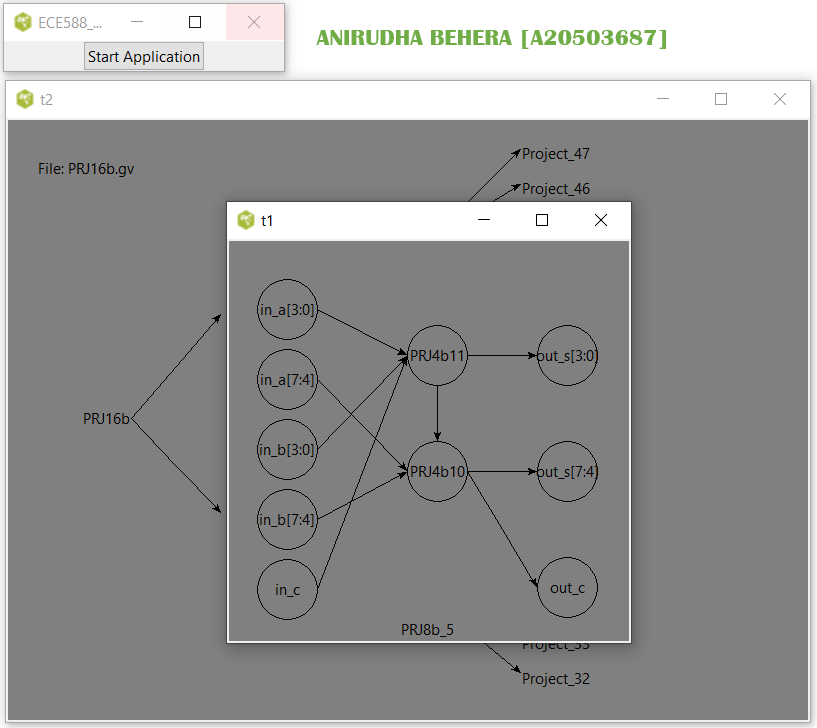 ECE588_...
ANIRUDHA BEHERA [A20503687]
Start Application
t2
File: PRJ16b.gv
Project_47
Project_46
t1
in_a[3:0]
PRJ4b11
out_s[3:0]
in_a[7:4]
PRJ16b
in_b[3:0]
PRJ4b10
out_s[7:4]
in_b[7:4]
in_c
out_c
PRJ8b_5
Project_33
Project_32